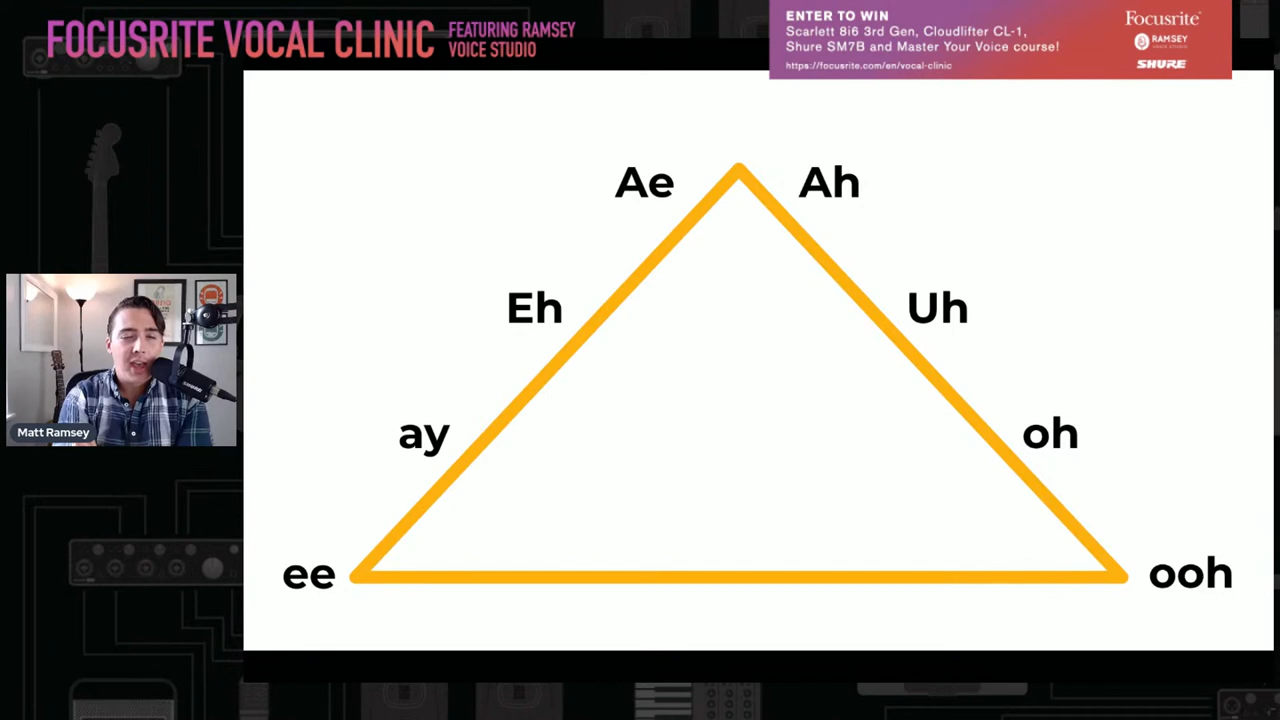 FOCUSRITE VOCAL CLINIC
FEATURING RAMSEY
VOICE STUDIO
ENTER TO WIN
Scarlett 8i6 3rd Gen, Cloudlifter CL-1,
Shure SM7B and Master Your Voice course!
https://focusrite.com/en/vocal-clinic
Focusrite
RAMSEY
VOICE STUDIO
SHURE
Ae
Ah
Eh
Uh
ay
oh
ee
ooh
Matt Ramsey